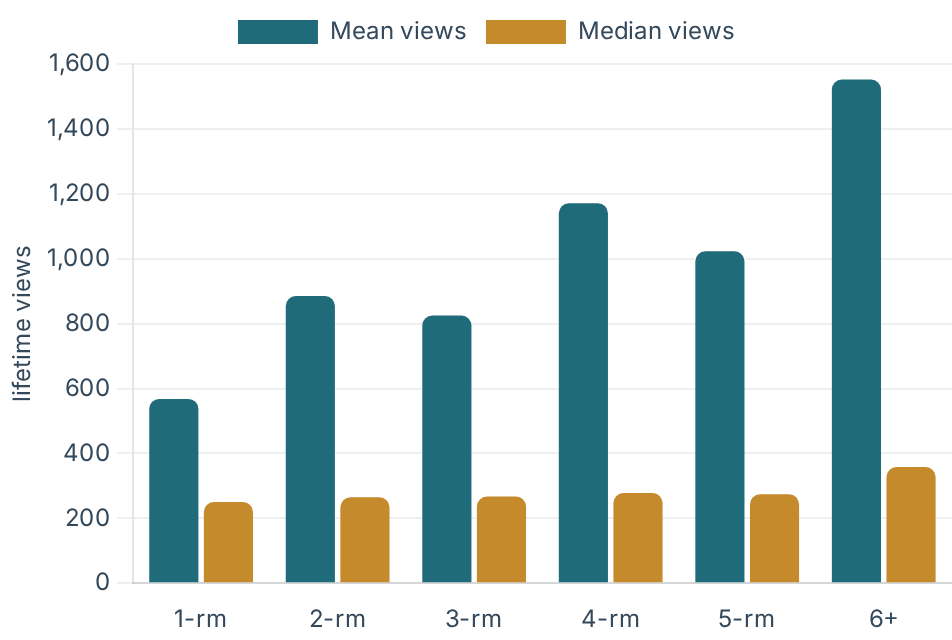 Mean views
Median views
1,600
1,400
1,200
1,000
800
600
400
200
0
lifetime views
1-rm
2-rm
3-rm
4-rm
5-rm
6+